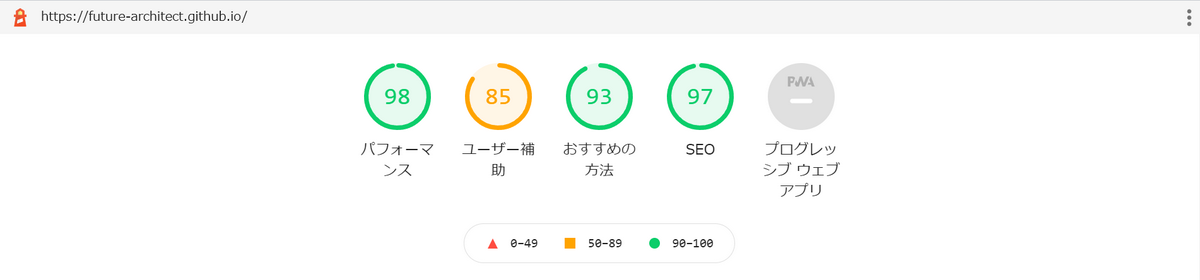 https://future-architect.github.io/
98 85 93 97 PWA
パフォーマ ユーザー補 おすすめの SEO プログレッ
ンス 助 方法 シブ ウェブ
アプリ
0–49 50–89 90–100